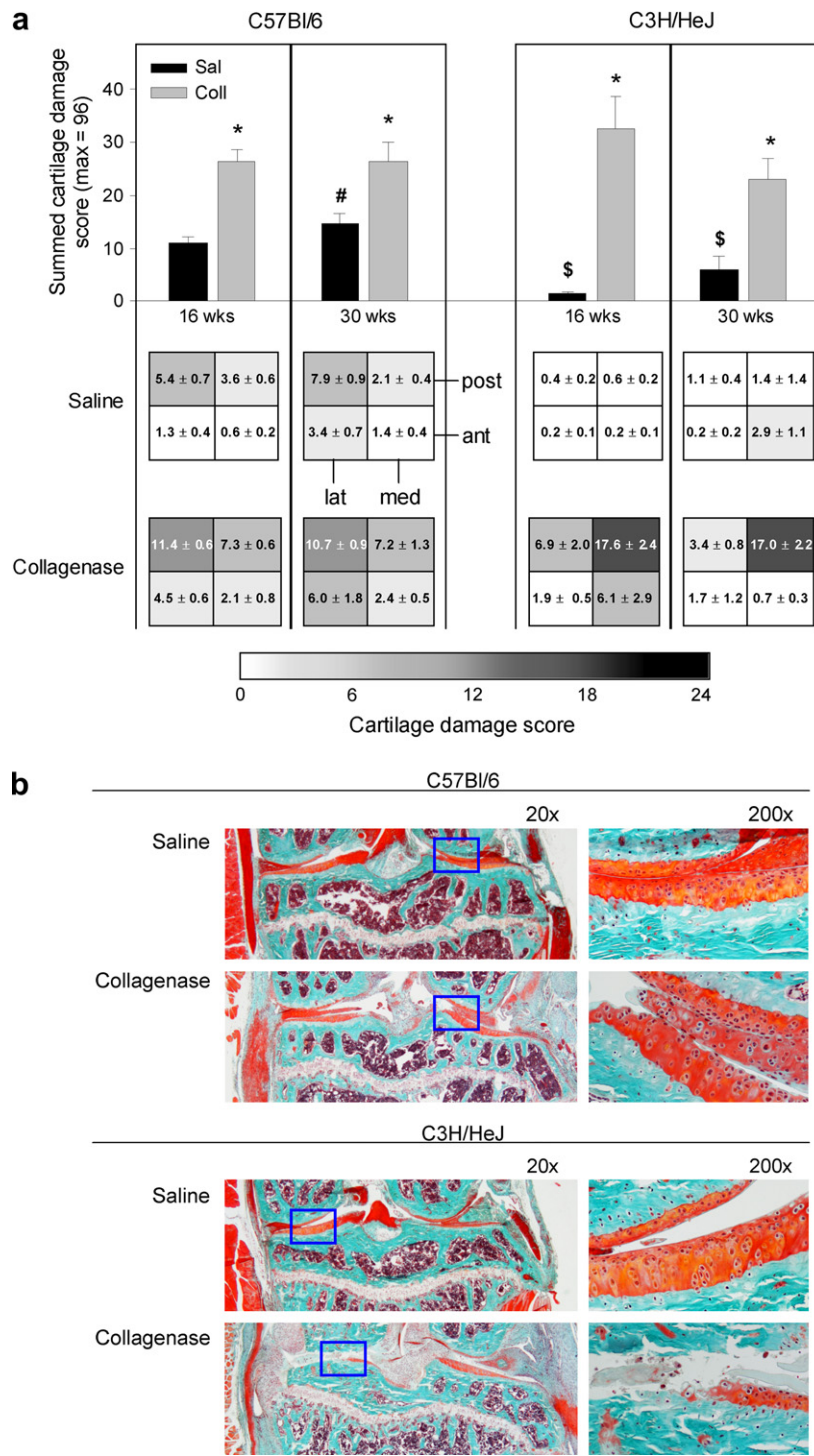 a
C57Bl/6 C3H/HeJ
Sal
Coll
Summed cartilage damage
score (max = 96)
40
30
20
10
0
* # * $ * $ *
16 wks 30 wks 16 wks 30 wks
Saline
5.4 ± 0.7 3.6 ± 0.6 7.9 ± 0.9 2.1 ± 0.4 post 0.4 ± 0.2 0.6 ± 0.2 1.1 ± 0.4 1.4 ± 1.4
1.3 ± 0.4 0.6 ± 0.2 3.4 ± 0.7 1.4 ± 0.4 ant 0.2 ± 0.1 0.2 ± 0.1 0.2 ± 0.2 2.9 ± 1.1
lat med
Collagenase
11.4 ± 0.6 7.3 ± 0.6 10.7 ± 0.9 7.2 ± 1.3 6.9 ± 2.0 17.6 ± 2.4 3.4 ± 0.8 17.0 ± 2.2
4.5 ± 0.6 2.1 ± 0.8 6.0 ± 1.8 2.4 ± 0.5 1.9 ± 0.5 6.1 ± 2.9 1.7 ± 1.2 0.7 ± 0.3
0 6 12 18 24
Cartilage damage score
b
C57Bl/6
20x 200x
Saline
Collagenase
C3H/HeJ
20x 200x
Saline
Collagenase